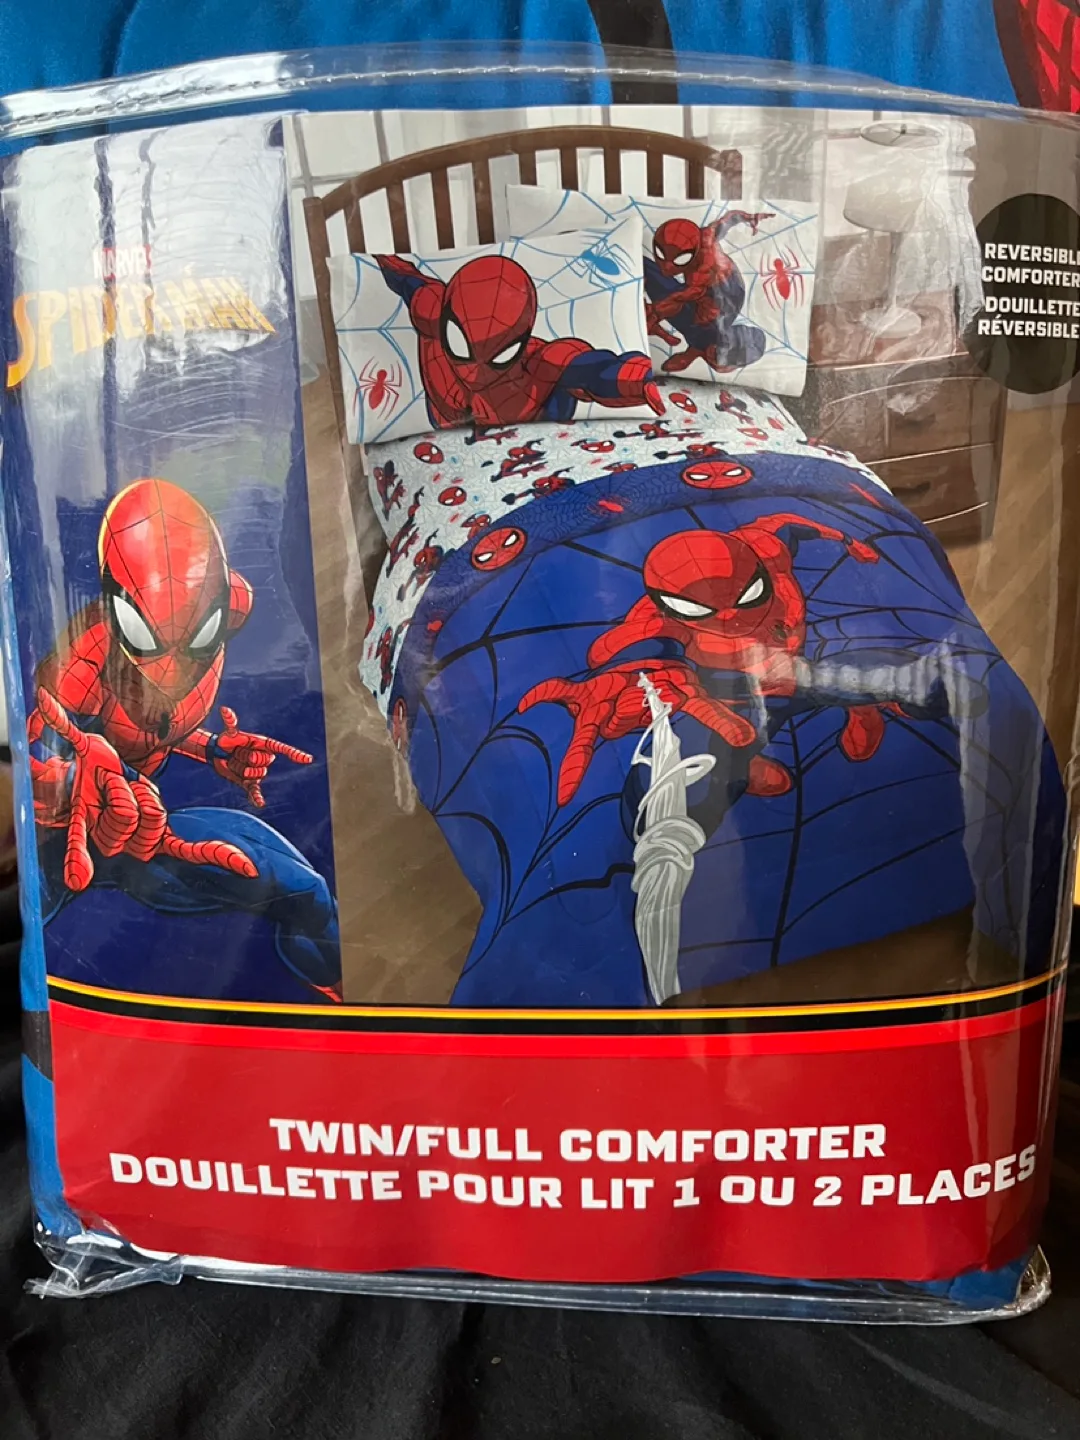 MARVEL
SPIDER-MAN
REVERSIBLE
COMFORTER
DOUILLETTE
RÉVERSIBLE
TWIN/FULL COMFORTER
DOUILLETTE POUR LIT 1 OU 2 PLACES